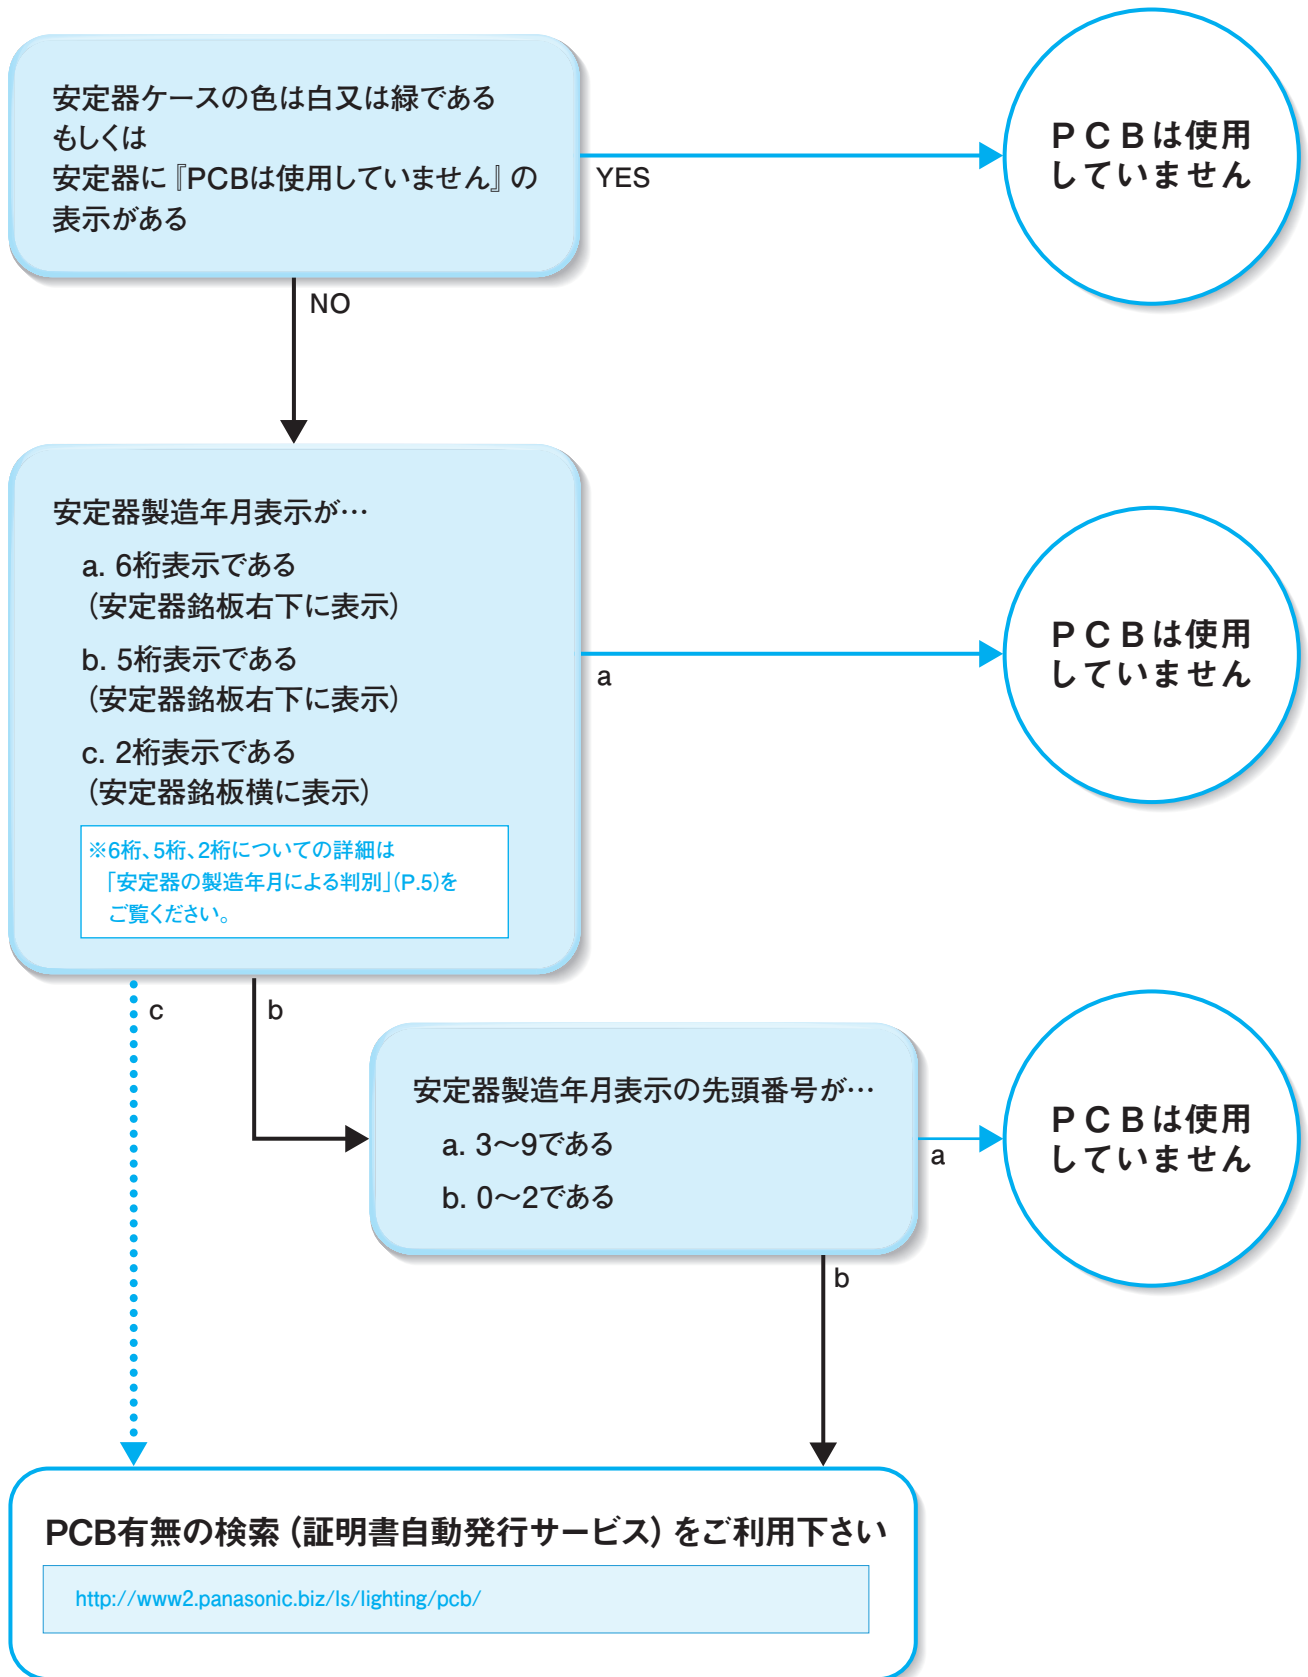 安定器ケースの色は白又は緑である
もしくは
安定器に『PCBは使用していません』の
表示がある
YES
PCBは使用
していません
NO
安定器製造年月表示が…
a. 6桁表示である
（安定器銘板右下に表示）
b. 5桁表示である
（安定器銘板右下に表示）
c. 2桁表示である
（安定器銘板横に表示）
※6桁、5桁、2桁についての詳細は
「安定器の製造年月による判別」(P.5)を
ご覧ください。
a
PCBは使用
していません
c
b
安定器製造年月表示の先頭番号が…
a. 3〜9である
b. 0〜2である
a
PCBは使用
していません
b
PCB有無の検索（証明書自動発行サービス）をご利用下さい
http://www2.panasonic.biz/ls/lighting/pcb/